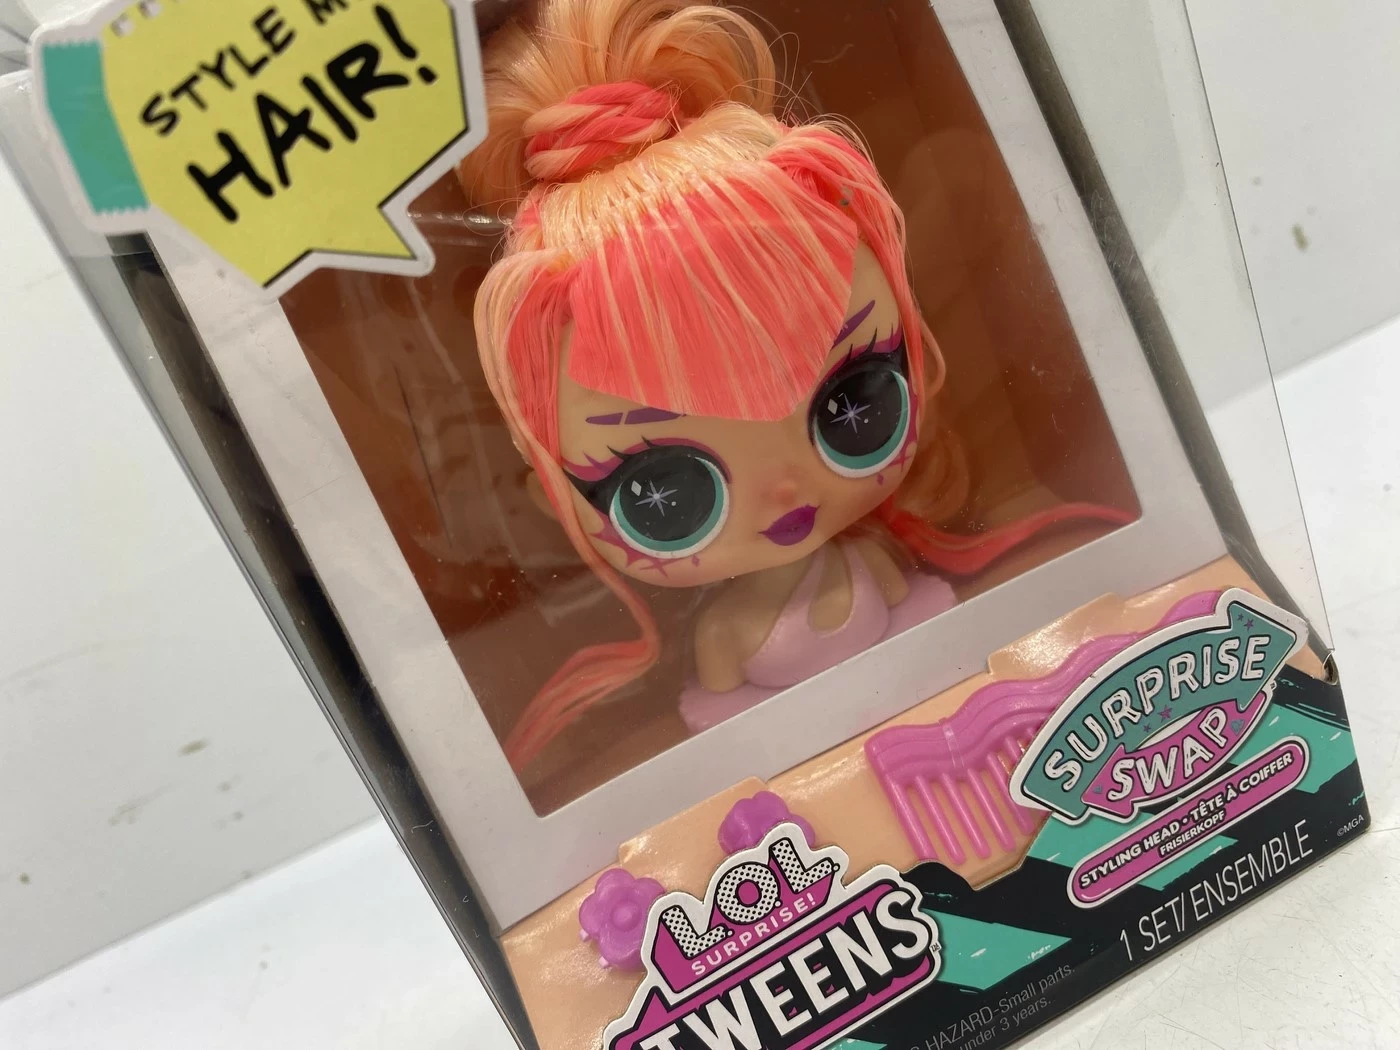 STYLE M
HAIR!
SURPRISE
SWAP
STYLING HEAD • TÊTE À COIFFER
FRISIERKOPF
©MGA
1 SET/ ENSEMBLE
L.O.L.
SURPRISE!
TWEENS
HAZARD-Small parts.
under 3 years.